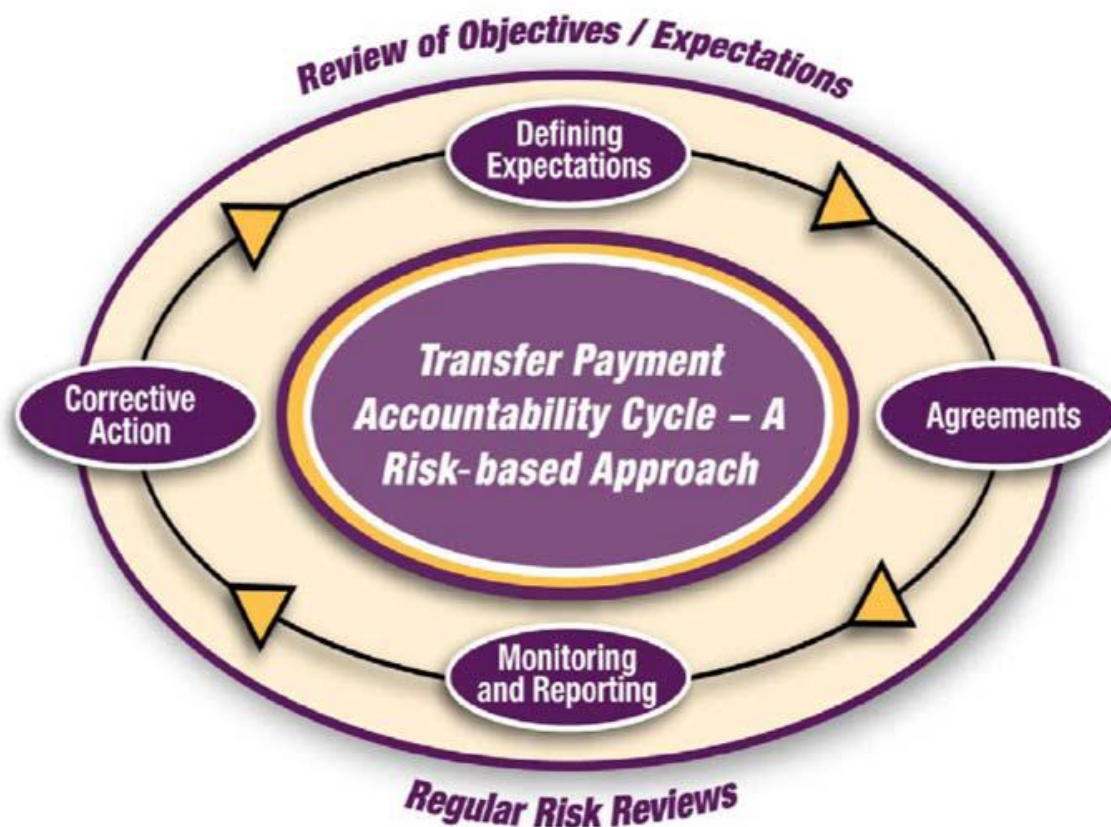 Review of Objectives / Expectations
Defining
Expectations
Transfer Payment
Accountability Cycle – A
Risk-based Approach
Corrective
Action
Agreements
Monitoring
and Reporting
Regular Risk Reviews